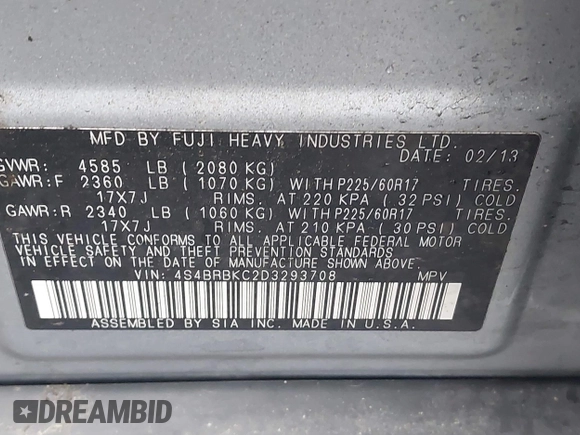 MFD BY FUJI HEAVY INDUSTRIES LTD.
DATE: 02/13
GVWR: 4585 LB ( 2080 KG)
GAWR:F 2360 LB ( 1070 KG) WITH P225/60R17 TIRES.
17X7J RIMS. AT 220 KPA ( 32 PSI) COLD
GAWR:R 2340 LB ( 1060 KG) WITH P225/60R17 TIRES.
17X7J RIMS. AT 210 KPA ( 30 PSI) COLD
THIS VEHICLE CONFORMS TO ALL APPLICABLE FEDERAL MOTOR
VEHICLE SAFETY AND THEFT PREVENTION STANDARDS
IN EFFECT ON THE DATE OF MANUFACTURE SHOWN ABOVE.
VIN: 4S4BRBKC2D3293708 MPV
ASSEMBLED BY SIA INC. MADE IN U.S.A.
DREAMBID